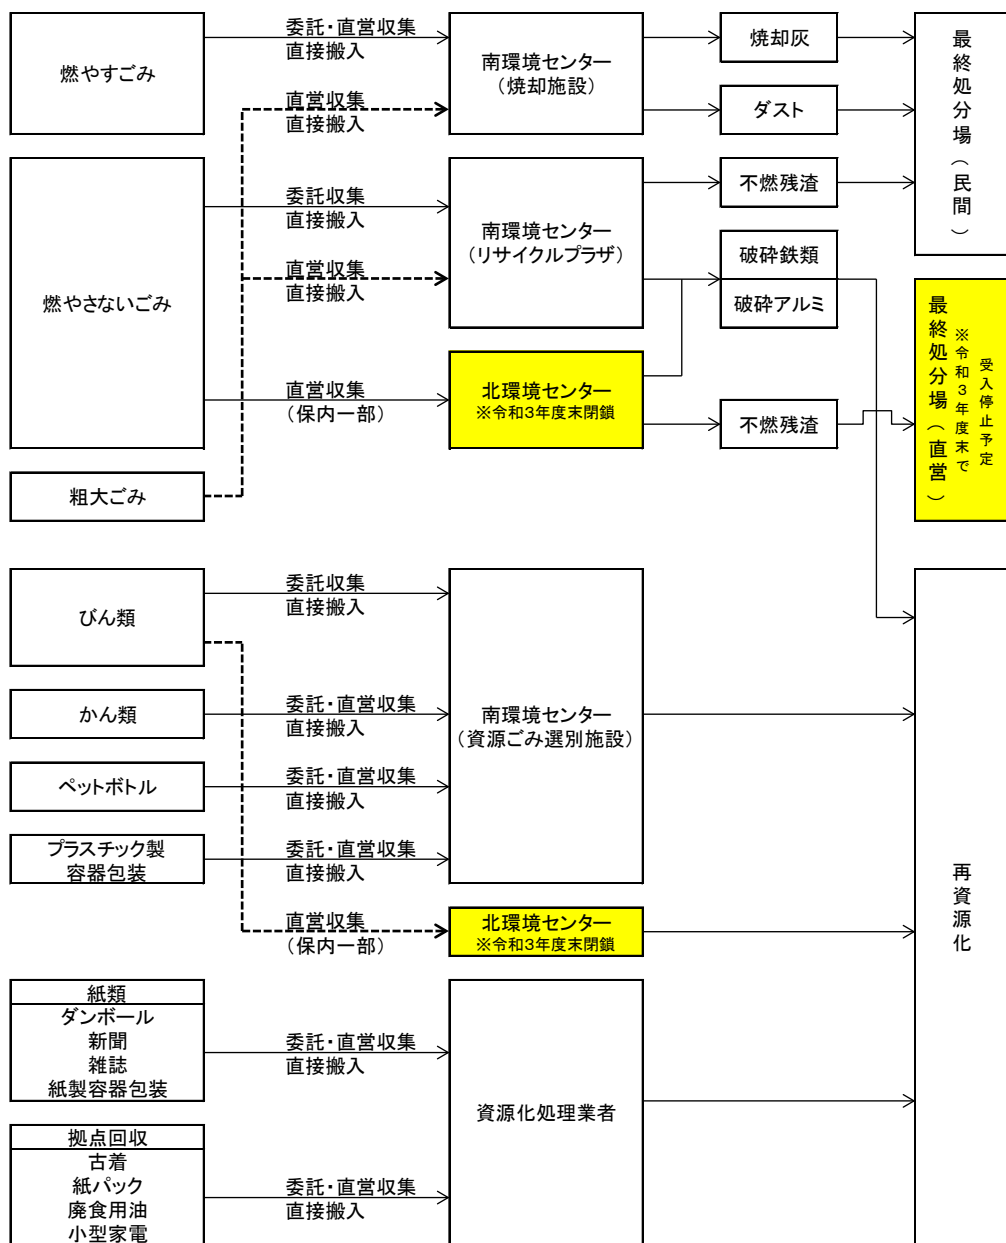 燃やすごみ
委託・直営収集
直接搬入
直営収集
直接搬入
南環境センター
（焼却施設）
焼却灰
ダスト
最終処分場（民間）
燃やさないごみ
委託収集
直接搬入
直営収集
直接搬入
南環境センター
（リサイクルプラザ）
不燃残渣
破砕鉄類
破砕アルミ
直営収集
（保内一部）
北環境センター
※令和3年度末閉鎖
不燃残渣
最終処分場（直営）
※令和3年度末で
受入停止予定
粗大ごみ
びん類
委託収集
直接搬入
かん類
委託・直営収集
直接搬入
南環境センター
（資源ごみ選別施設）
ペットボトル
委託・直営収集
直接搬入
プラスチック製
容器包装
委託・直営収集
直接搬入
直営収集
（保内一部）
北環境センター
※令和3年度末閉鎖
再資源化
紙類
ダンボール
新聞
雑誌
紙製容器包装
委託・直営収集
直接搬入
資源化処理業者
拠点回収
古着
紙パック
廃食用油
小型家電
委託・直営収集
直接搬入